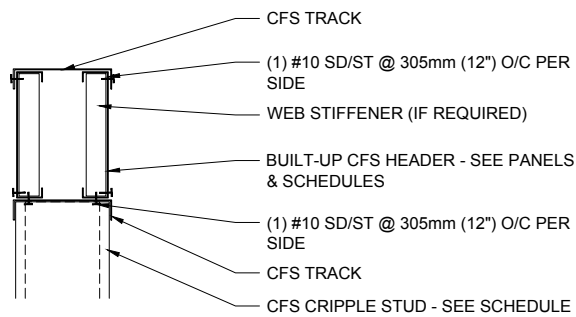 CFS TRACK
(1) #10 SD/ST @ 305mm (12") O/C PER
SIDE
WEB STIFFENER (IF REQUIRED)
BUILT-UP CFS HEADER - SEE PANELS
& SCHEDULES
(1) #10 SD/ST @ 305mm (12") O/C PER
SIDE
CFS TRACK
CFS CRIPPLE STUD - SEE SCHEDULE